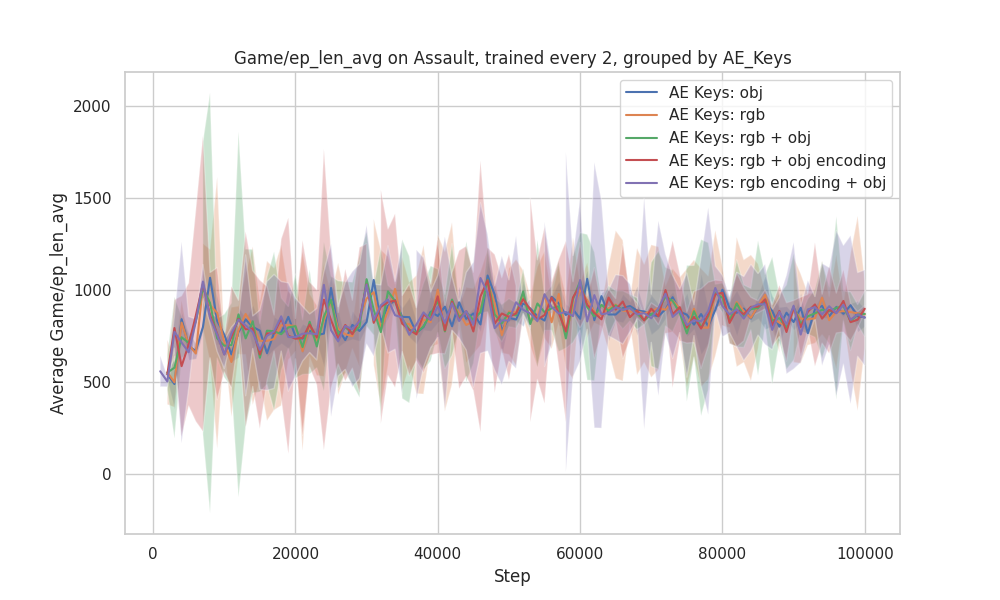 Game/ep_len_avg on Assault, trained every 2, grouped by AE_Keys
AE Keys: obj
AE Keys: rgb
AE Keys: rgb + obj
AE Keys: rgb + obj encoding
AE Keys: rgb encoding + obj
Average Game/ep_len_avg
2000
1500
1000
500
0
0 20000 40000 60000 80000 100000
Step